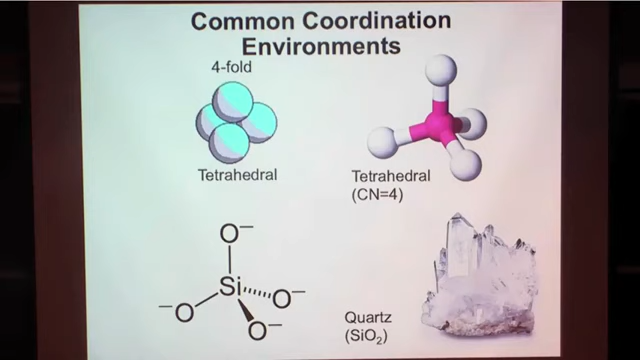 Common Coordination
Environments
4-fold
Tetrahedral
Tetrahedral
(CN=4)
O⁻
Si
⁻O
O⁻
O⁻
Quartz
(SiO₂)